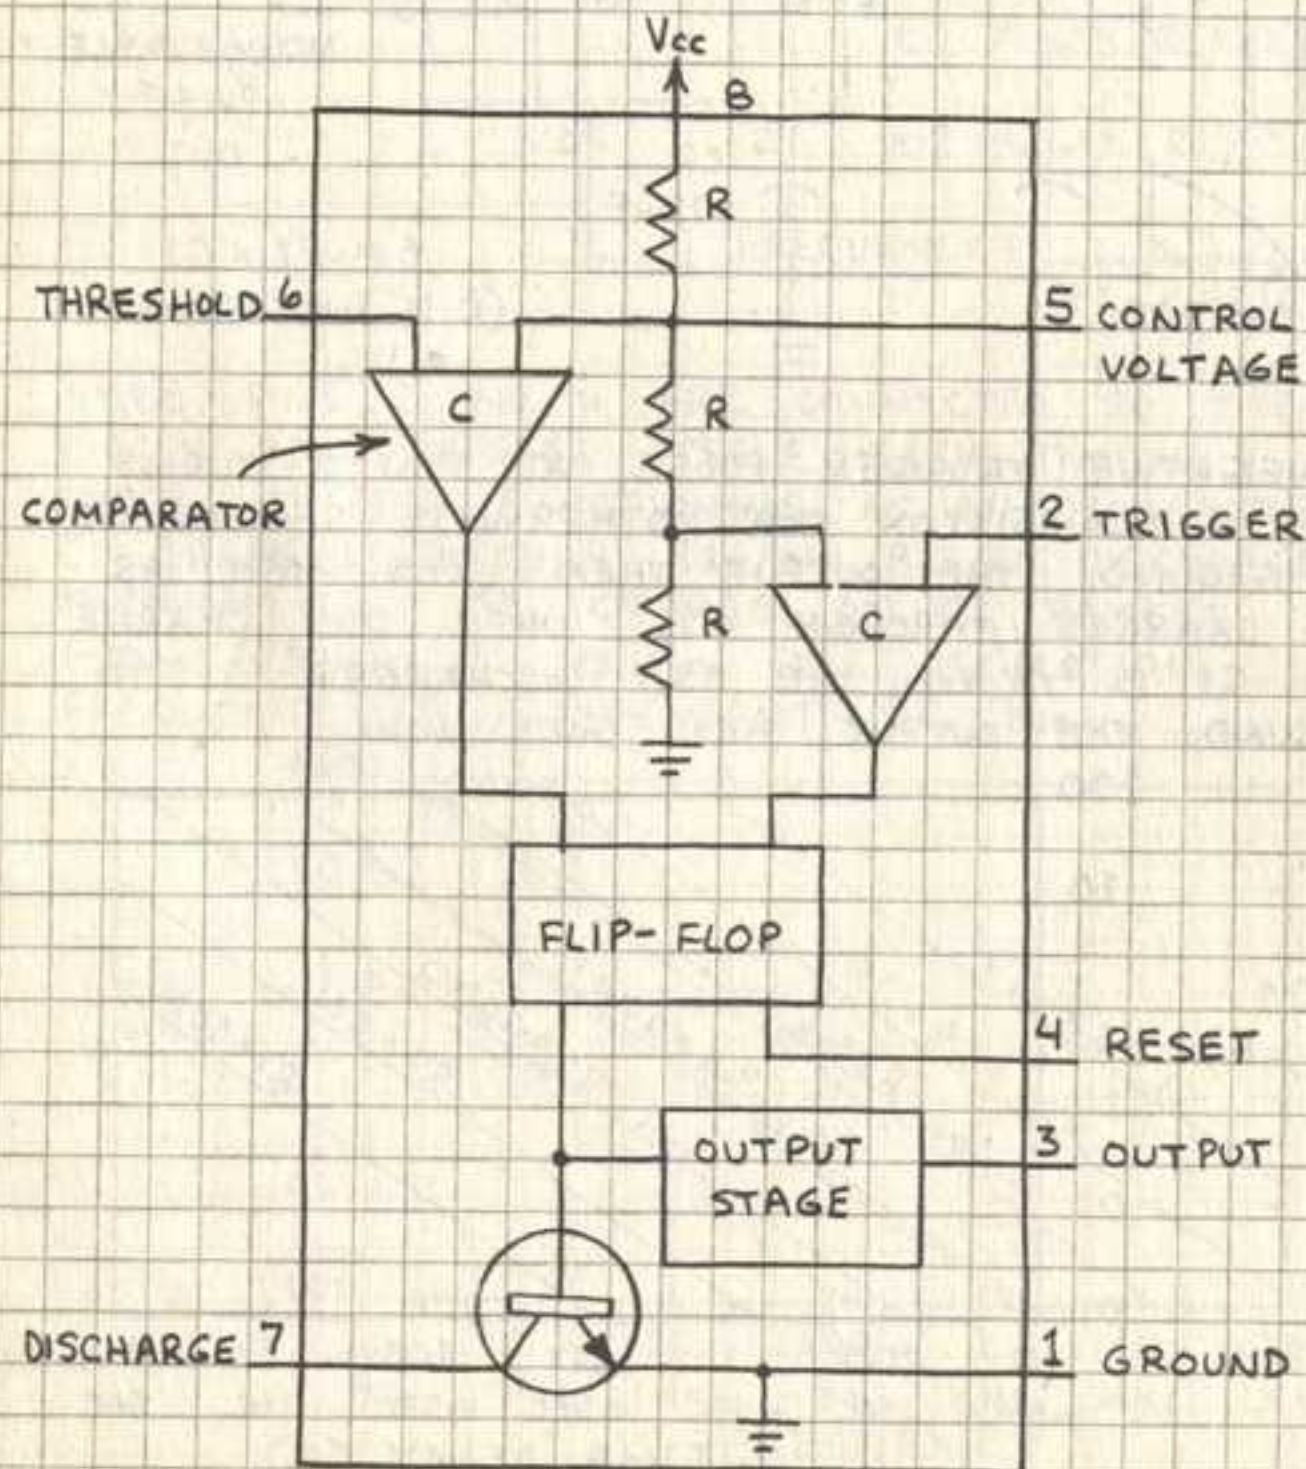 Vcc
B
R
THRESHOLD 6
5 CONTROL
VOLTAGE
C
R
COMPARATOR
2 TRIGGER
R
C
FLIP-FLOP
4 RESET
OUTPUT
STAGE
3 OUTPUT
DISCHARGE 7
1 GROUND